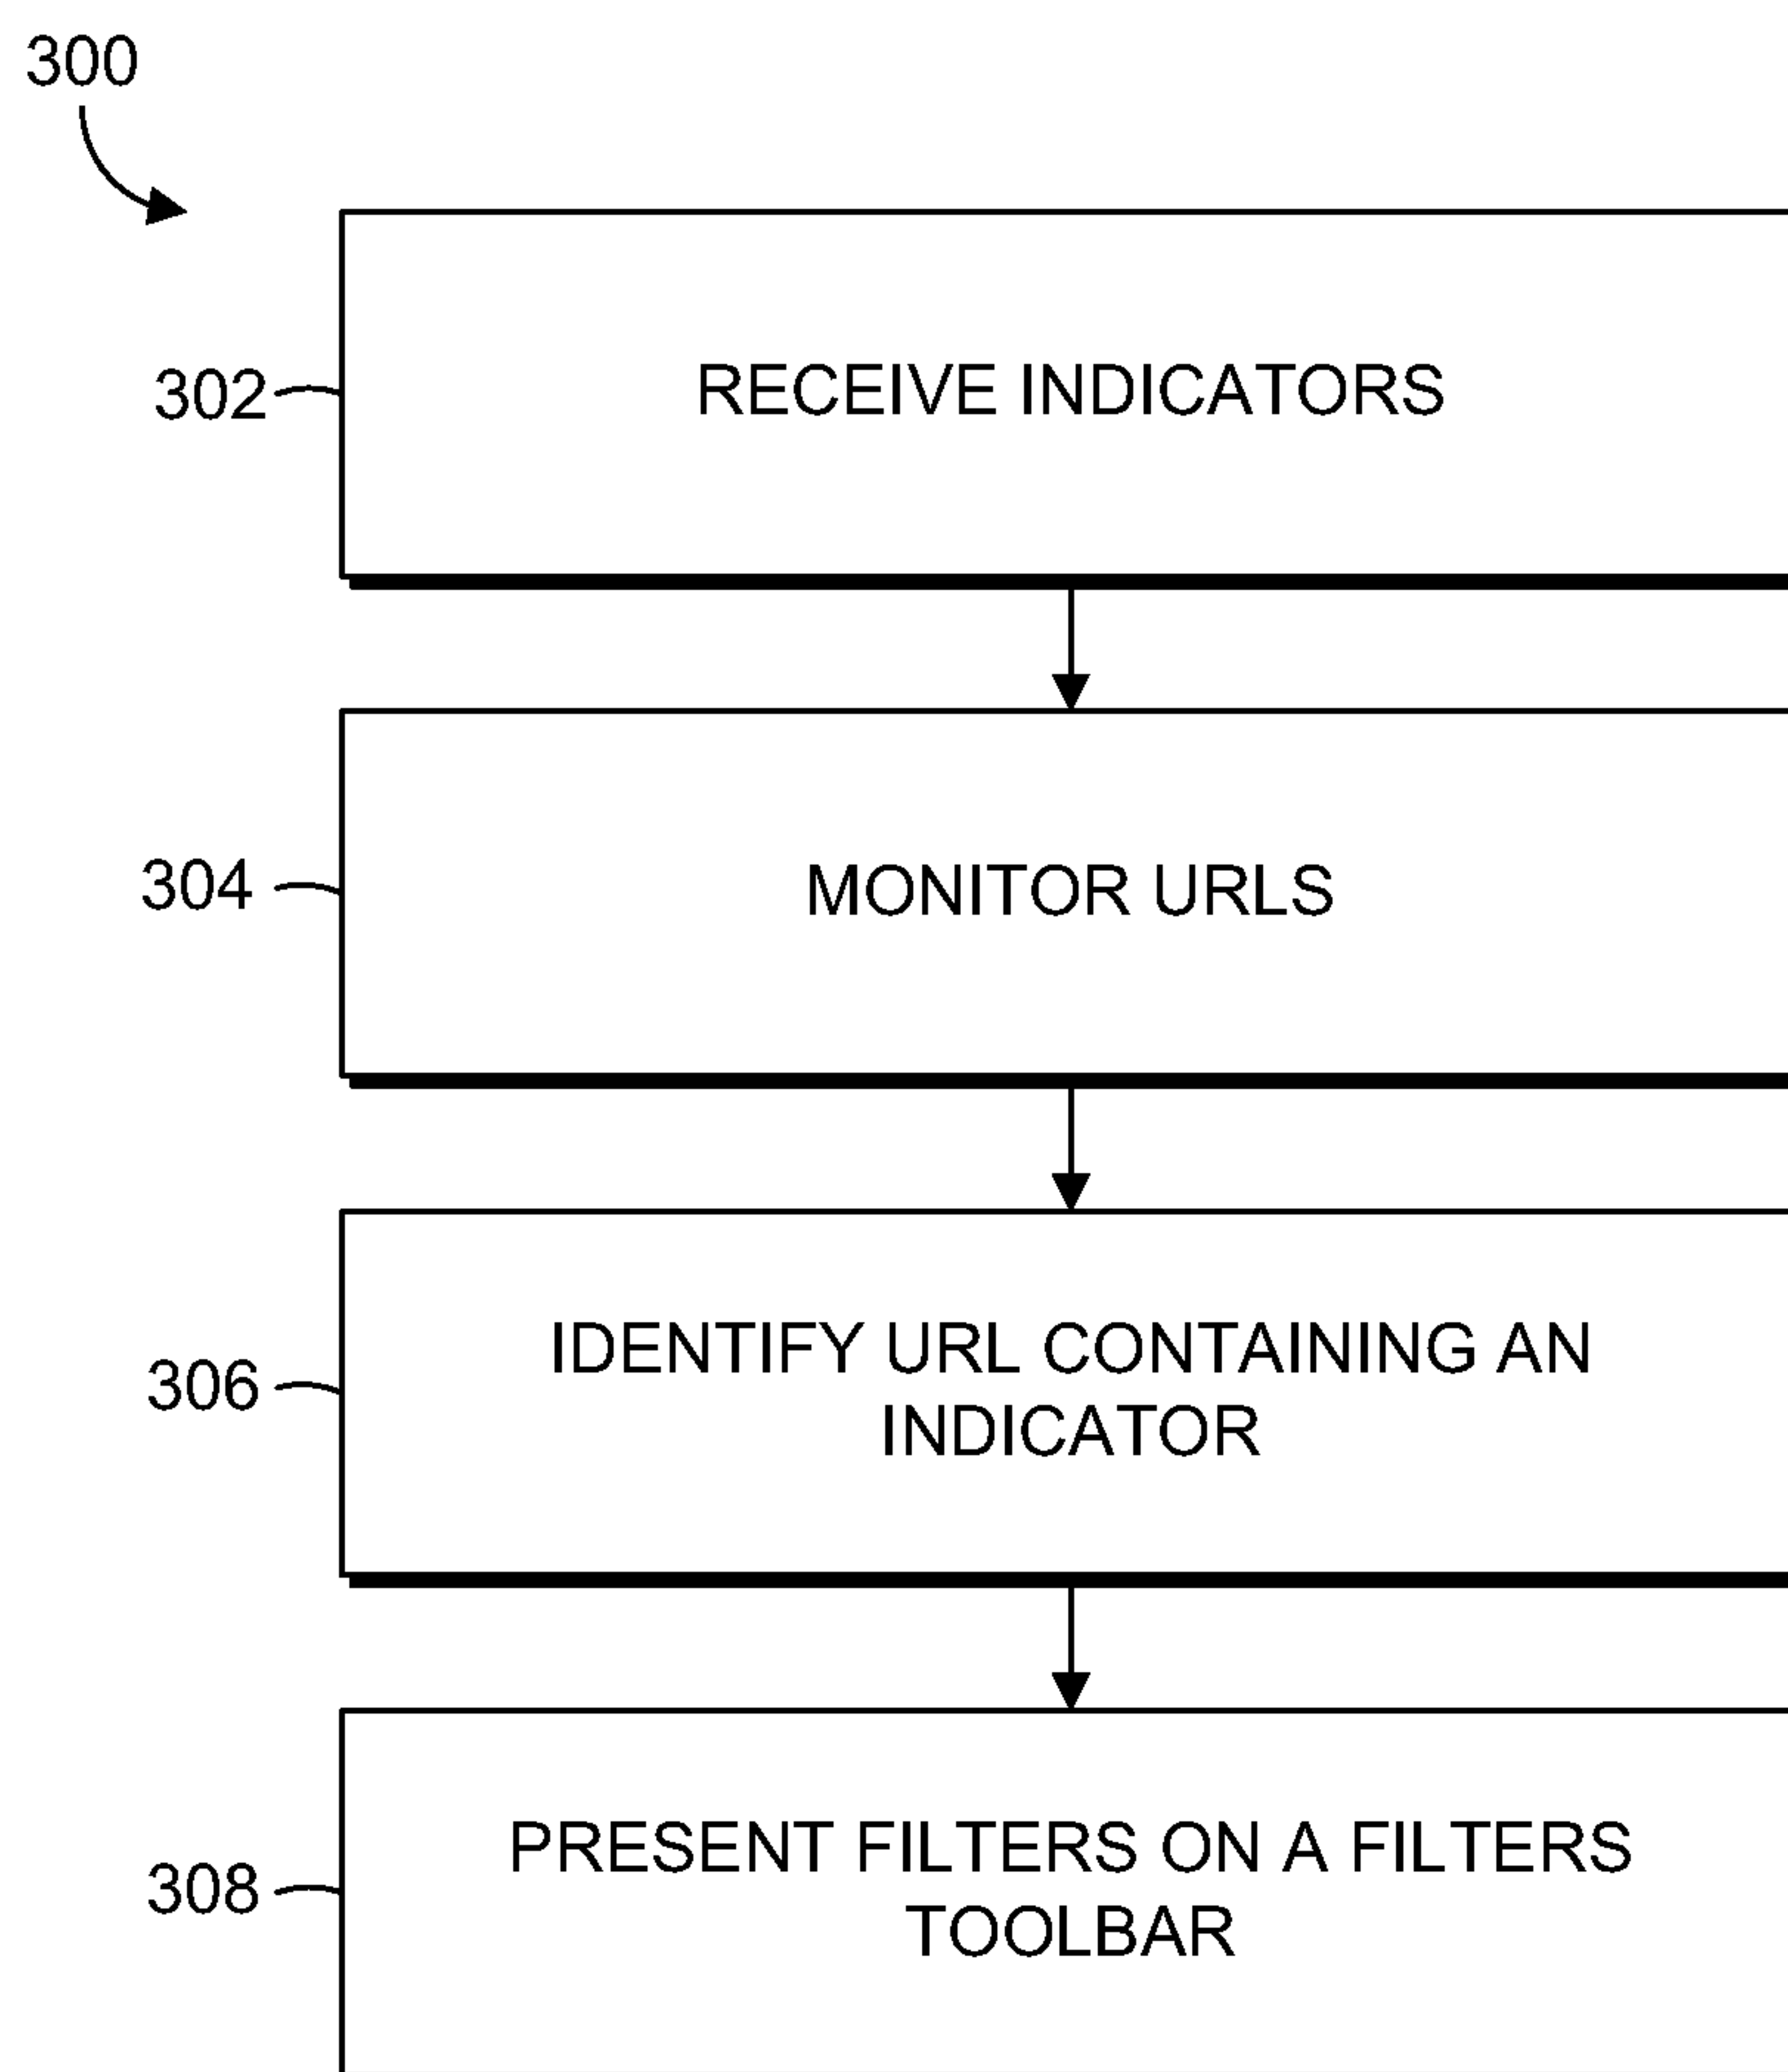 300
302
RECEIVE INDICATORS
304
MONITOR URLS
306
IDENTIFY URL CONTAINING AN
INDICATOR
308
PRESENT FILTERS ON A FILTERS
TOOLBAR